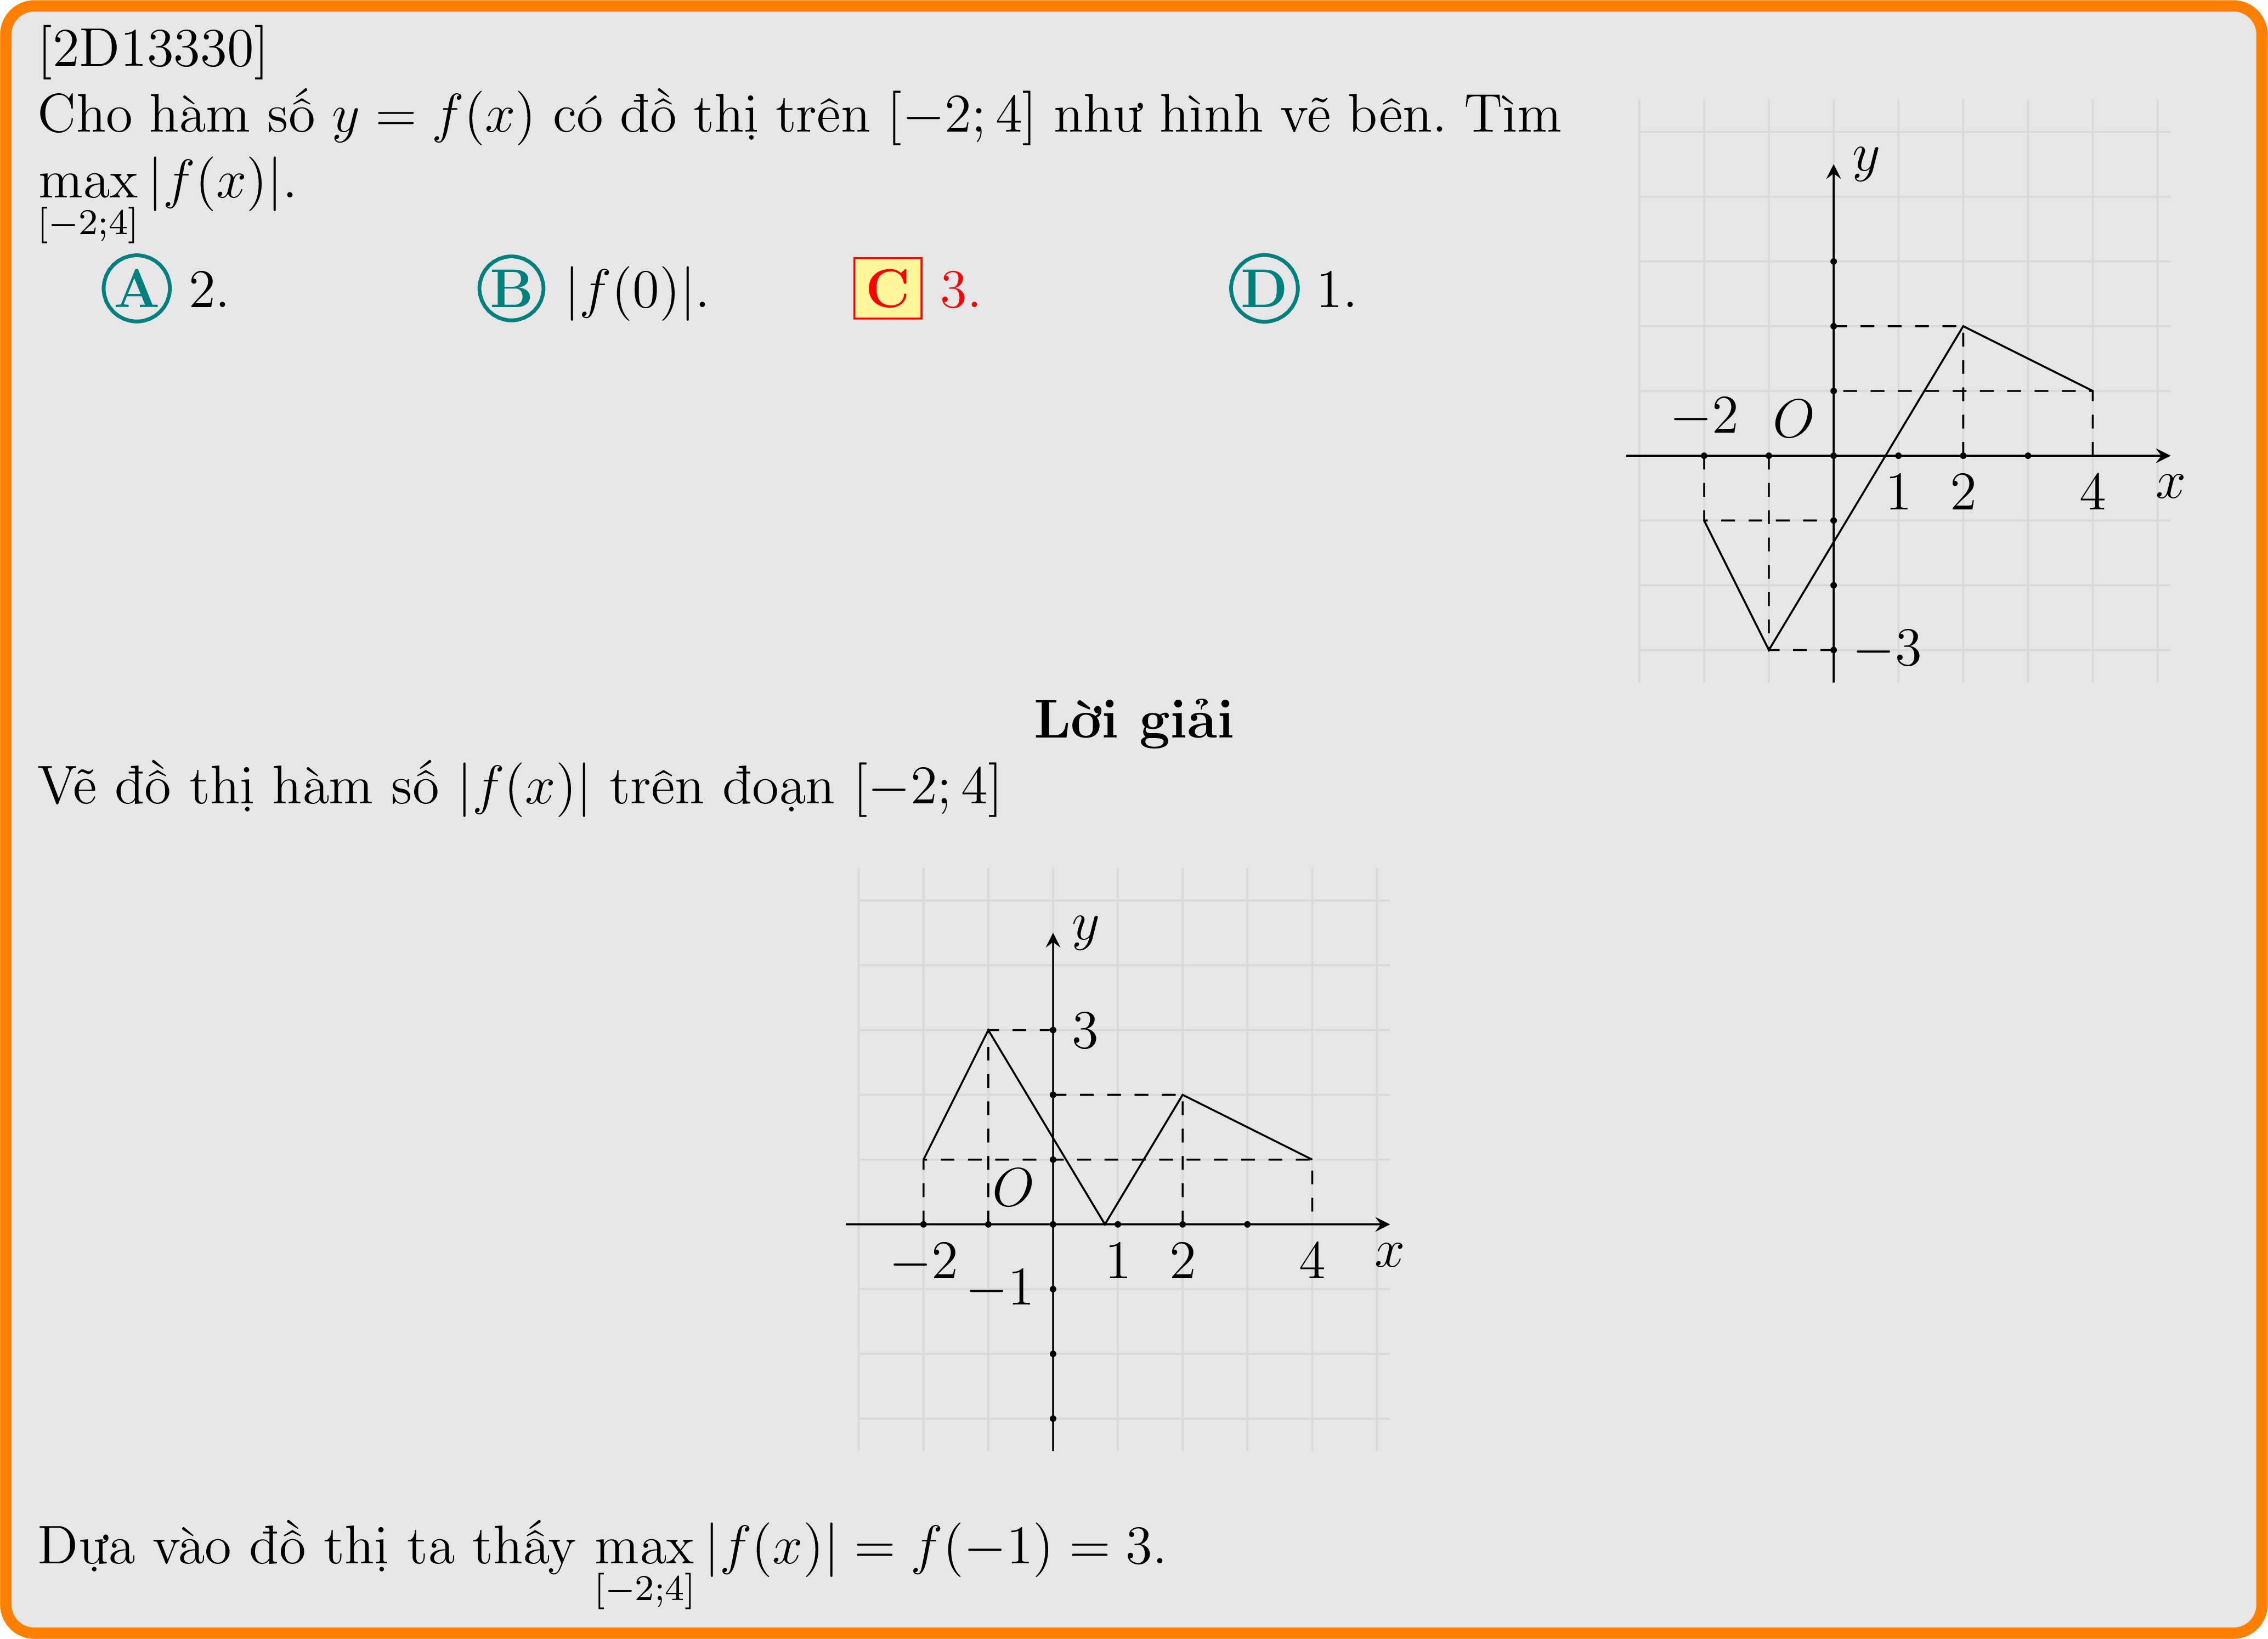 [2D13330]
Cho hàm số y = f(x) có đồ thị trên [−2; 4] như hình vẽ bên. Tìm
max |f(x)|.
[−2;4]
A 2. B |f(0)|. C 3. D 1.
y
−2 O
1 2 4 x
−3
Lời giải
Vẽ đồ thị hàm số |f(x)| trên đoạn [−2; 4]
y
3
O
−2 1 2 4 x
−1
Dựa vào đồ thị ta thấy max |f(x)| = f(−1) = 3.
[−2;4]